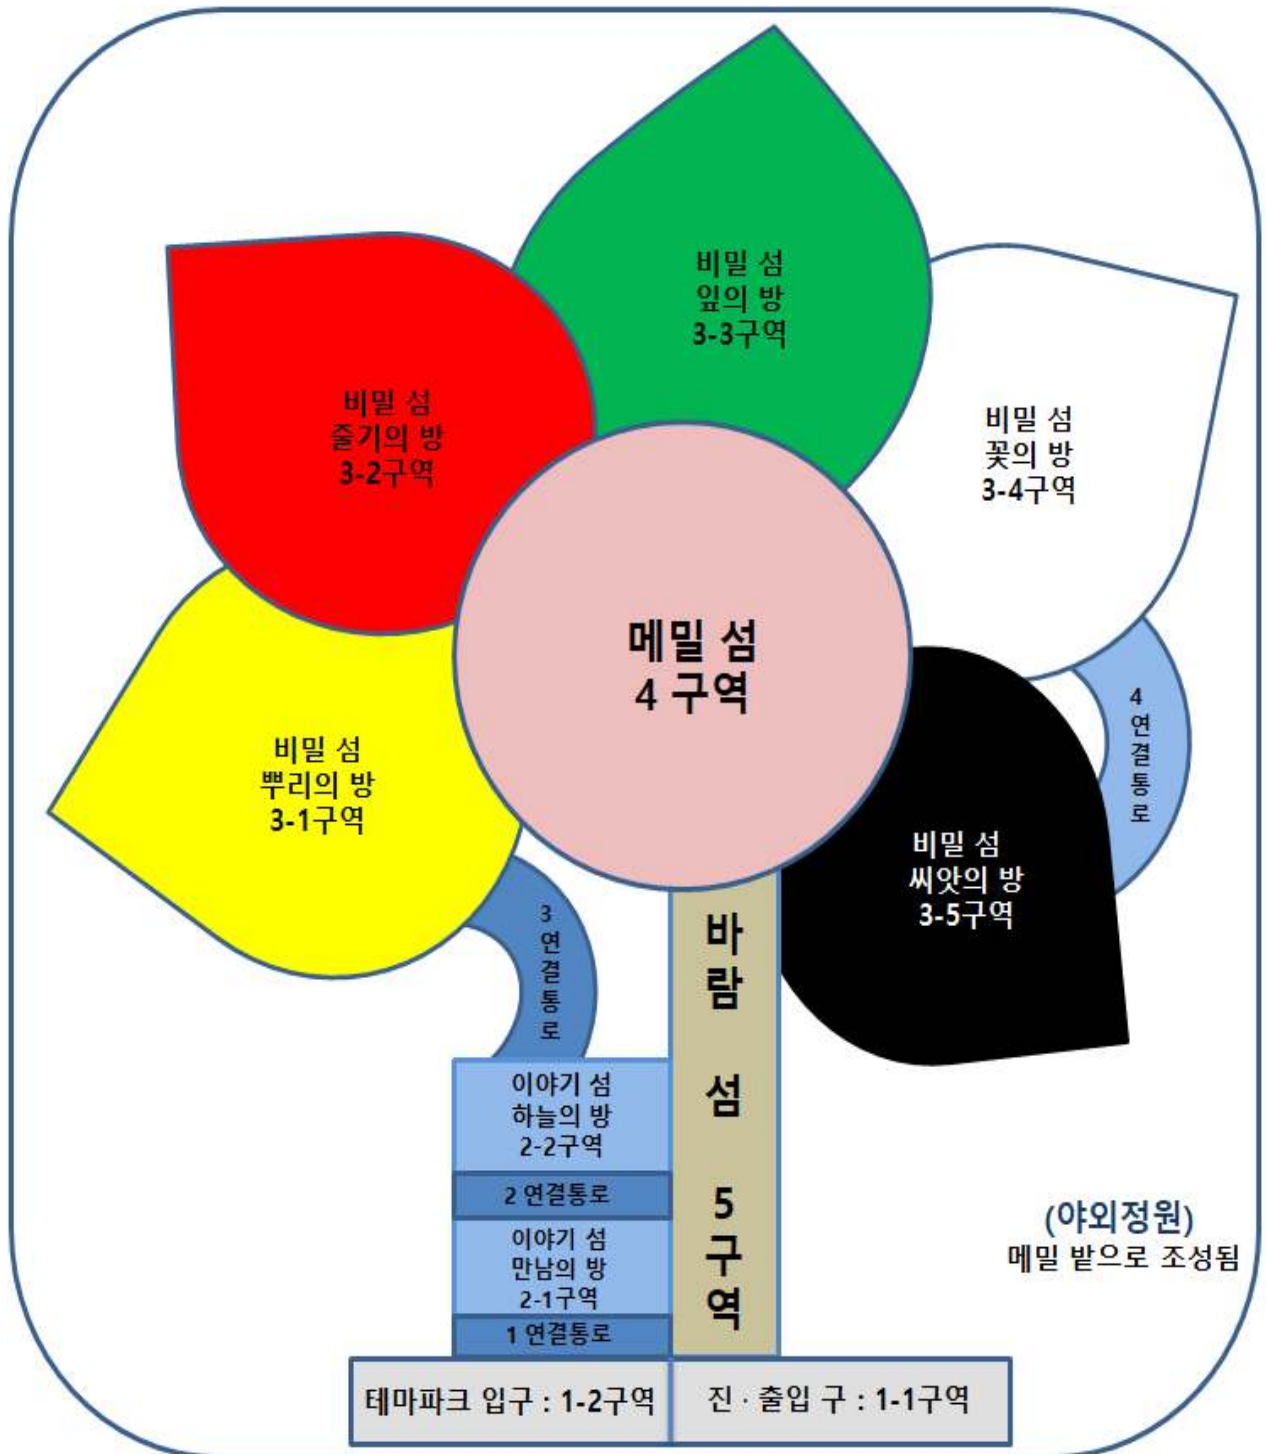 비밀 섬
잎의 방
3-3구역
비밀 섬
줄기의 방
3-2구역
비밀 섬
꽃의 방
3-4구역
메밀 섬
4 구역
비밀 섬
뿌리의 방
3-1구역
4
연
결
통
로
비밀 섬
씨앗의 방
3-5구역
3
연
결
통
로
바
람
섬
5
구
역
이야기 섬
하늘의 방
2-2구역
2 연결통로
이야기 섬
만남의 방
2-1구역
1 연결통로
(야외정원)
메밀 밭으로 조성됨
테마파크 입구 : 1-2구역
진 · 출입 구 : 1-1구역